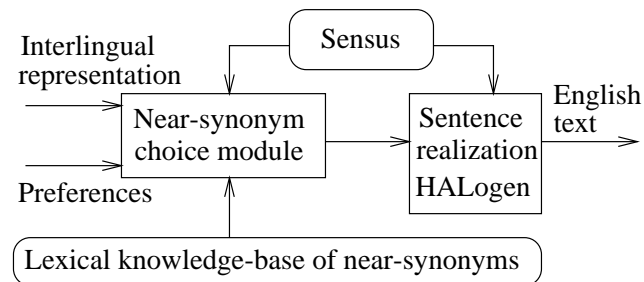 Interlingual
representation
Sensus
English
text
Near-synonym
choice module
Sentence
realization
HALogen
Preferences
Lexical knowledge-base of near-synonyms